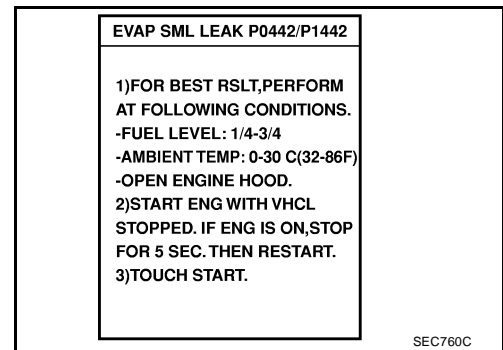 EVAP SML LEAK P0442/P1442
1)FOR BEST RSLT,PERFORM
AT FOLLOWING CONDITIONS.
-FUEL LEVEL: 1/4-3/4
-AMBIENT TEMP: 0-30 C(32-86F)
-OPEN ENGINE HOOD.
2)START ENG WITH VHCL
STOPPED. IF ENG IS ON,STOP
FOR 5 SEC. THEN RESTART.
3)TOUCH START.
SEC760C